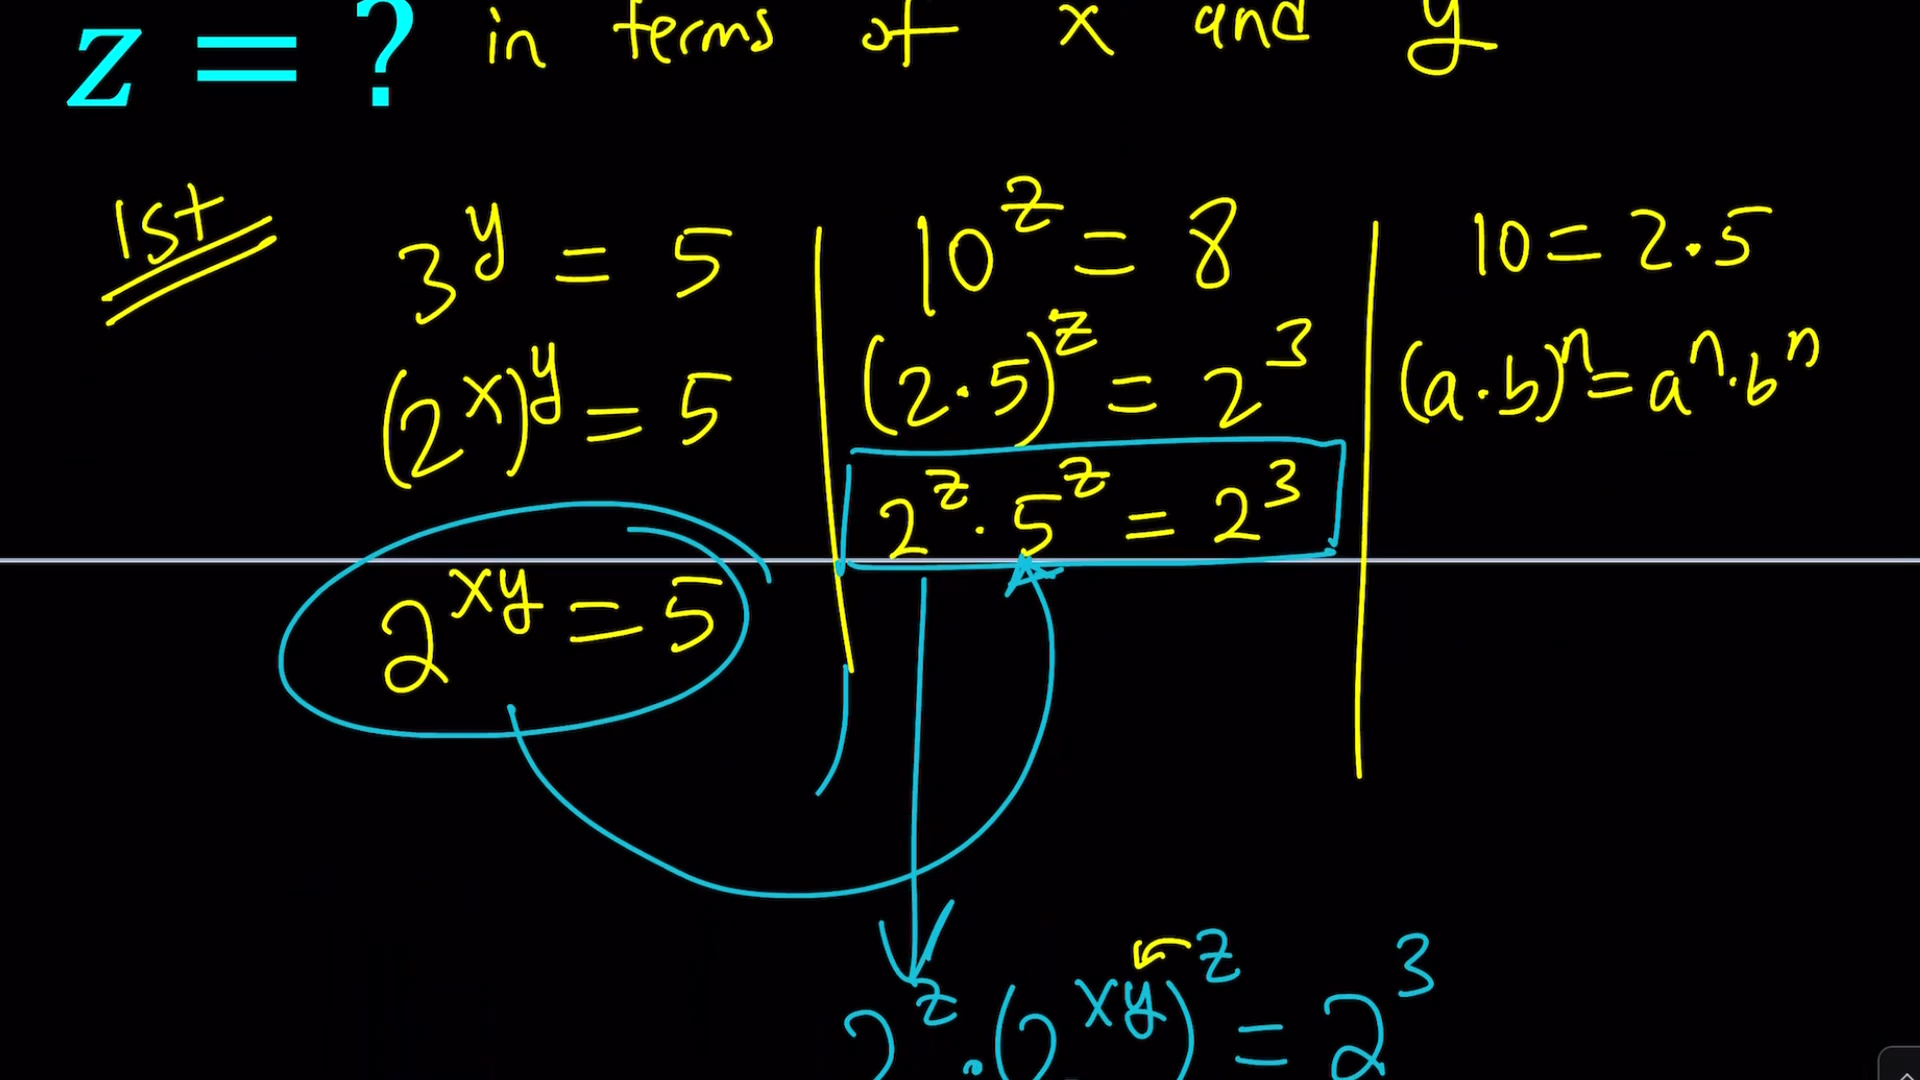 z = ? in terms of x and y
1st
3^y = 5
(2^x)^y = 5
2^xy = 5
10^z = 8
(2·5)^z = 2^3
2^z · 5^z = 2^3
10 = 2·5
(a·b)^n = a^n · b^n
2^z · (2^xy)^z = 2^3